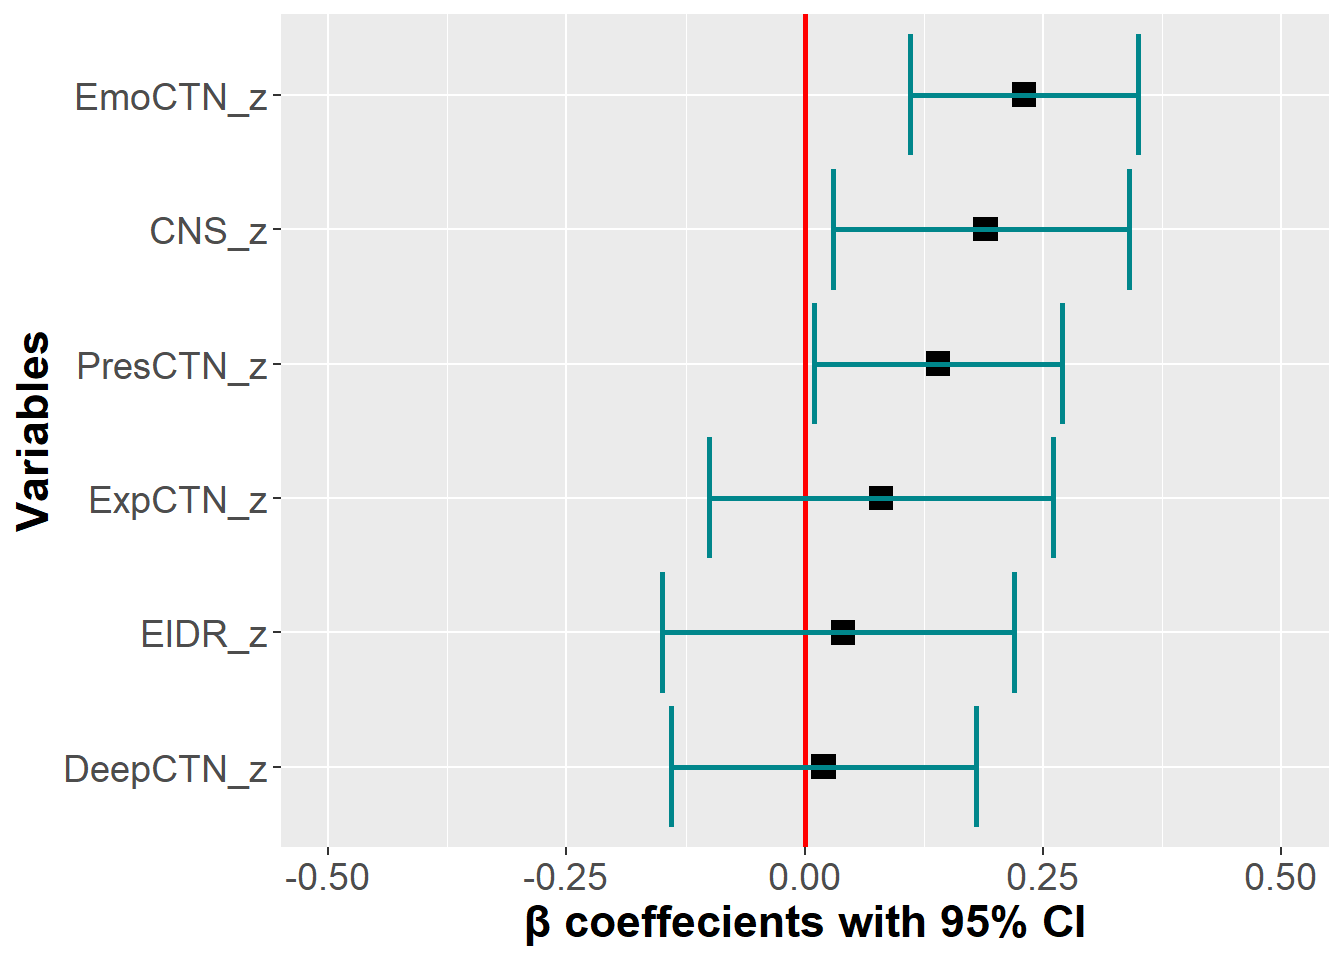 EmoCTN_z
CNS_z
PresCTN_z
ExpCTN_z
EIDR_z
DeepCTN_z
Variables
-0.50 -0.25 0.00 0.25 0.50
β coeffecients with 95% CI